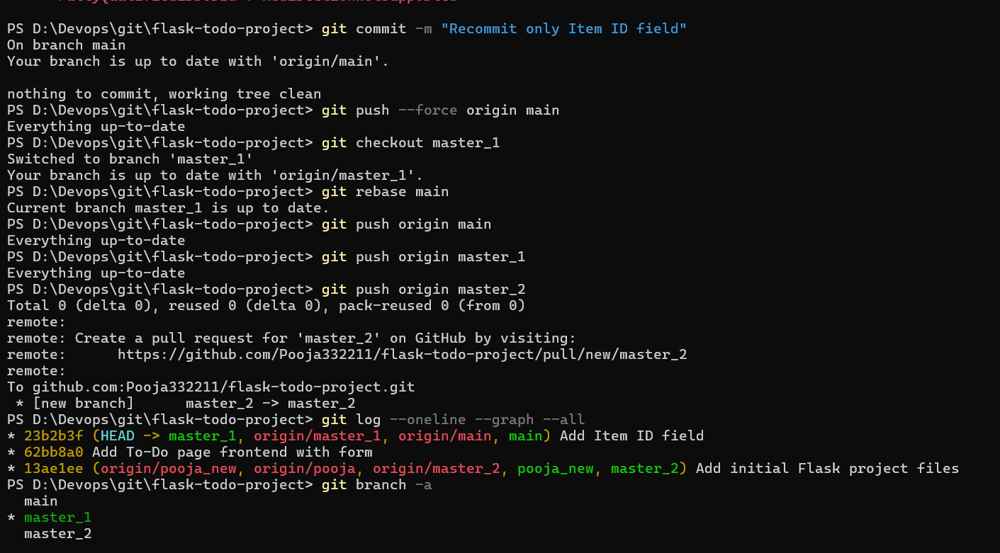 PS D:\Devops\git\flask-todo-project> git commit -m "Recommit only Item ID field"
On branch main
Your branch is up to date with 'origin/main'.
nothing to commit, working tree clean
PS D:\Devops\git\flask-todo-project> git push --force origin main
Everything up-to-date
PS D:\Devops\git\flask-todo-project> git checkout master_1
Switched to branch 'master_1'
Your branch is up to date with 'origin/master_1'.
PS D:\Devops\git\flask-todo-project> git rebase main
Current branch master_1 is up to date.
PS D:\Devops\git\flask-todo-project> git push origin main
Everything up-to-date
PS D:\Devops\git\flask-todo-project> git push origin master_1
Everything up-to-date
PS D:\Devops\git\flask-todo-project> git push origin master_2
Total 0 (delta 0), reused 0 (delta 0), pack-reused 0 (from 0)
remote:
remote: Create a pull request for 'master_2' on GitHub by visiting:
remote:      https://github.com/Pooja332211/flask-todo-project/pull/new/master_2
remote:
To github.com:Pooja332211/flask-todo-project.git
 * [new branch]      master_2 -> master_2
PS D:\Devops\git\flask-todo-project> git log --oneline --graph --all
* 23b2b3f (HEAD -> master_1, origin/master_1, origin/main, main) Add Item ID field
* 62bb8a0 Add To-Do page frontend with form
* 13ae1ee (origin/pooja_new, origin/pooja, origin/master_2, pooja_new, master_2) Add initial Flask project files
PS D:\Devops\git\flask-todo-project> git branch -a
  main
* master_1
  master_2